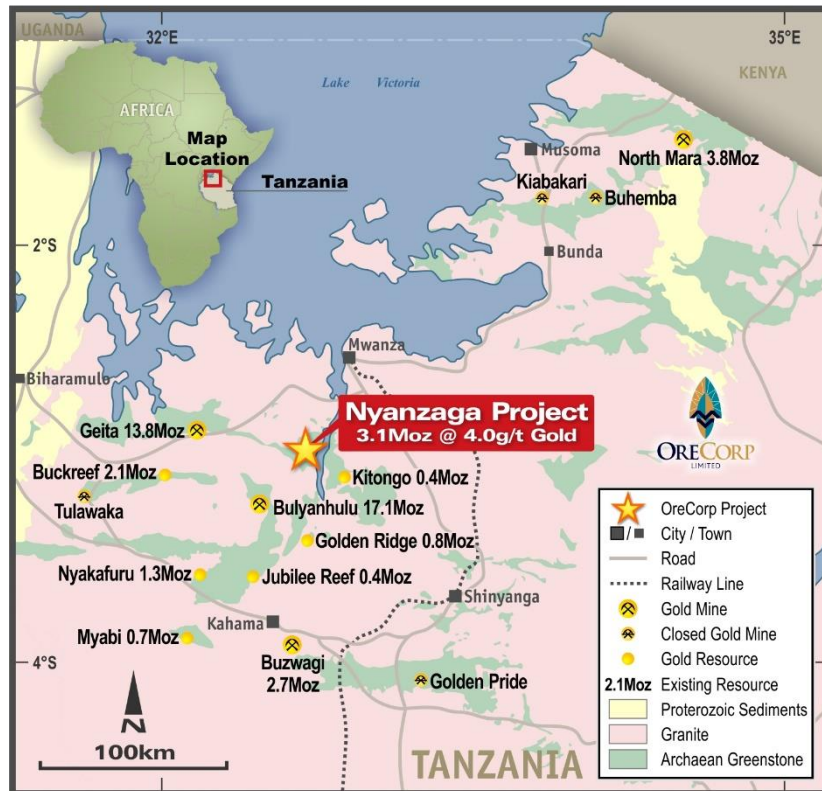 UGANDA
32°E
35°E
KENYA
Lake Victoria
AFRICA
Map
Location
Tanzania
Musoma
North Mara 3.8Moz
Kiabakari
Buhemba
2°S
Bunda
Mwanza
Biharamulo
Nyanzaga Project
3.1Moz @ 4.0g/t Gold
Geita 13.8Moz
ORECORP
LIMITED
Buckreef 2.1Moz
Kitongo 0.4Moz
Tulawaka
Bulyanhulu 17.1Moz
Golden Ridge 0.8Moz
Nyakafuru 1.3Moz
Jubilee Reef 0.4Moz
Shinyanga
Kahama
Myabi 0.7Moz
4°S
Buzwagi
2.7Moz
Golden Pride
N
100km
TANZANIA
OreCorp Project
/ City / Town
Road
Railway Line
Gold Mine
Closed Gold Mine
Gold Resource
2.1Moz Existing Resource
Proterozoic Sediments
Granite
Archaean Greenstone